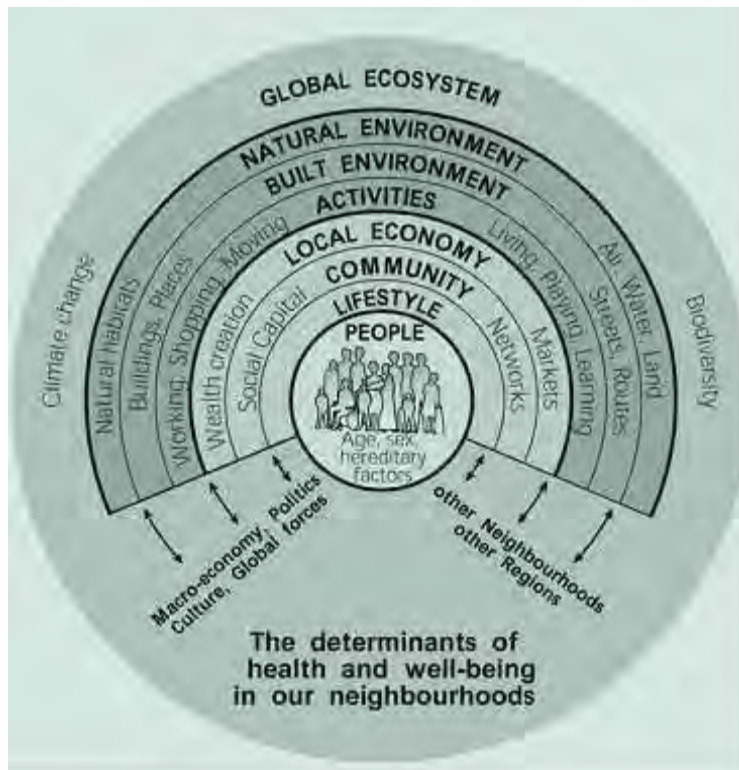 GLOBAL ECOSYSTEM
NATURAL ENVIRONMENT
BUILT ENVIRONMENT
ACTIVITIES
LOCAL ECONOMY
COMMUNITY
LIFESTYLE
PEOPLE
Age, sex,
hereditary
factors
Climate change
Natural habitats
Buildings, Places
Working, Shopping, Moving
Wealth creation
Social Capital
Networks
Markets
Living, Playing, Learning
Streets, Routes
Air, Water, Land
Biodiversity
Macro-economy, Politics
Culture, Global forces
other Neighbourhoods
other Regions
The determinants of
health and well-being
in our neighbourhoods